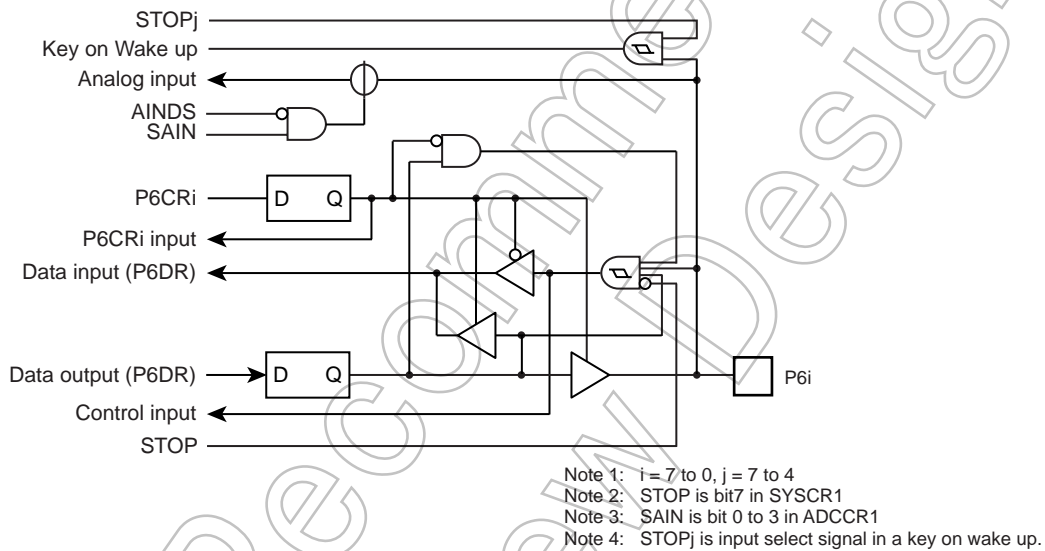 STOPj
Key on Wake up
Analog input
AINDS
SAIN
P6CRi
D Q
P6CRi input
Data input (P6DR)
Data output (P6DR)
D Q
P6i
Control input
STOP
Note 1: i = 7 to 0, j = 7 to 4
Note 2: STOP is bit7 in SYSCR1
Note 3: SAIN is bit 0 to 3 in ADCCR1
Note 4: STOPj is input select signal in a key on wake up.